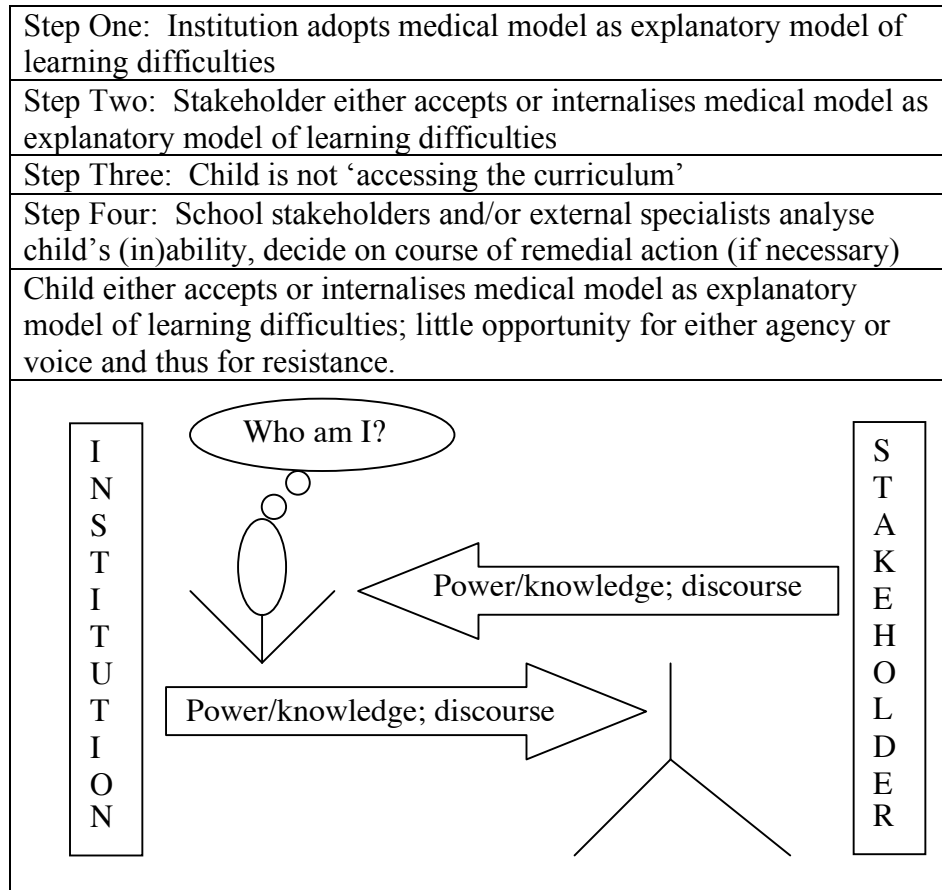 Step One:  Institution adopts medical model as explanatory model of
learning difficulties
Step Two:  Stakeholder either accepts or internalises medical model as
explanatory model of learning difficulties
Step Three:  Child is not ‘accessing the curriculum’
Step Four:  School stakeholders and/or external specialists analyse
child’s (in)ability, decide on course of remedial action (if necessary)
Child either accepts or internalises medical model as explanatory
model of learning difficulties; little opportunity for either agency or
voice and thus for resistance.
INSTITUTION
Who am I?
Power/knowledge; discourse
Power/knowledge; discourse
STAKEHOLDER